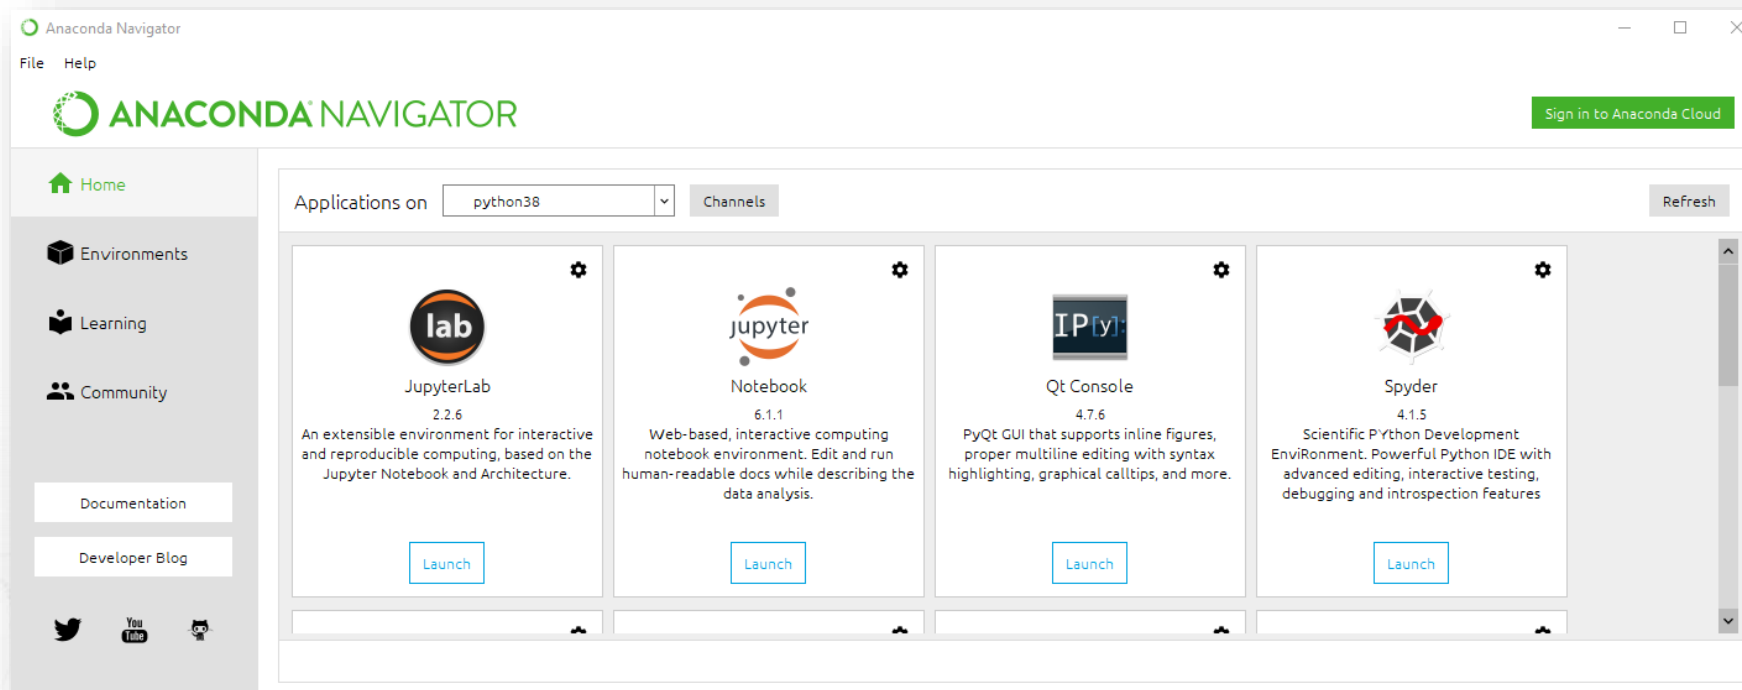 Anaconda Navigator
File Help
ANACONDA NAVIGATOR
Sign in to Anaconda Cloud
Home
Environments
Learning
Community
Documentation
Developer Blog
You
Tube
Applications on python38 Channels
Refresh
lab
JupyterLab
2.2.6
An extensible environment for interactive
and reproducible computing, based on the
Jupyter Notebook and Architecture.
Launch
jupyter
Notebook
6.1.1
Web-based, interactive computing
notebook environment. Edit and run
human-readable docs while describing the
data analysis.
Launch
IP[y]:
Qt Console
4.7.6
PyQt GUI that supports inline figures,
proper multiline editing with syntax
highlighting, graphical calltips, and more.
Launch
Spyder
4.1.5
Scientific PYthon Development
EnviRonment. Powerful Python IDE with
advanced editing, interactive testing,
debugging and introspection features
Launch